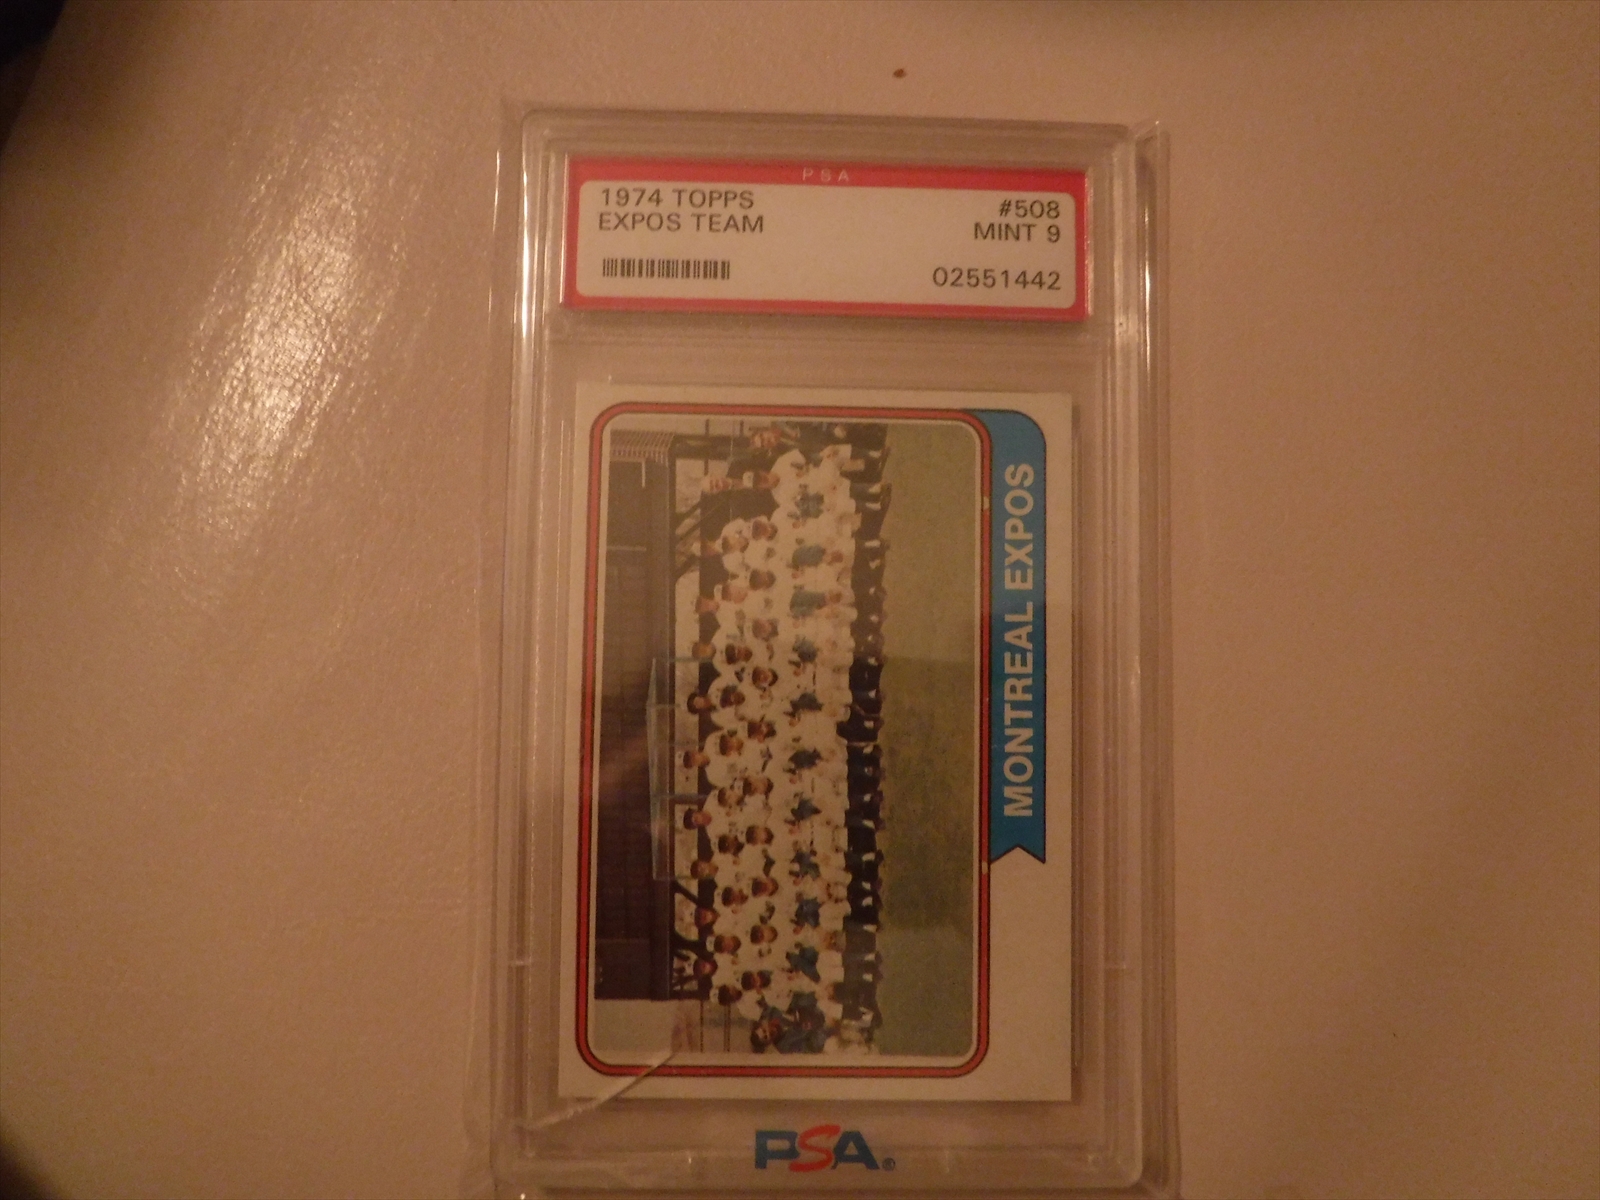 PSA
1974 TOPPS
#508
EXPOS TEAM
MINT 9
02551442
MONTREAL EXPOS
PSA®